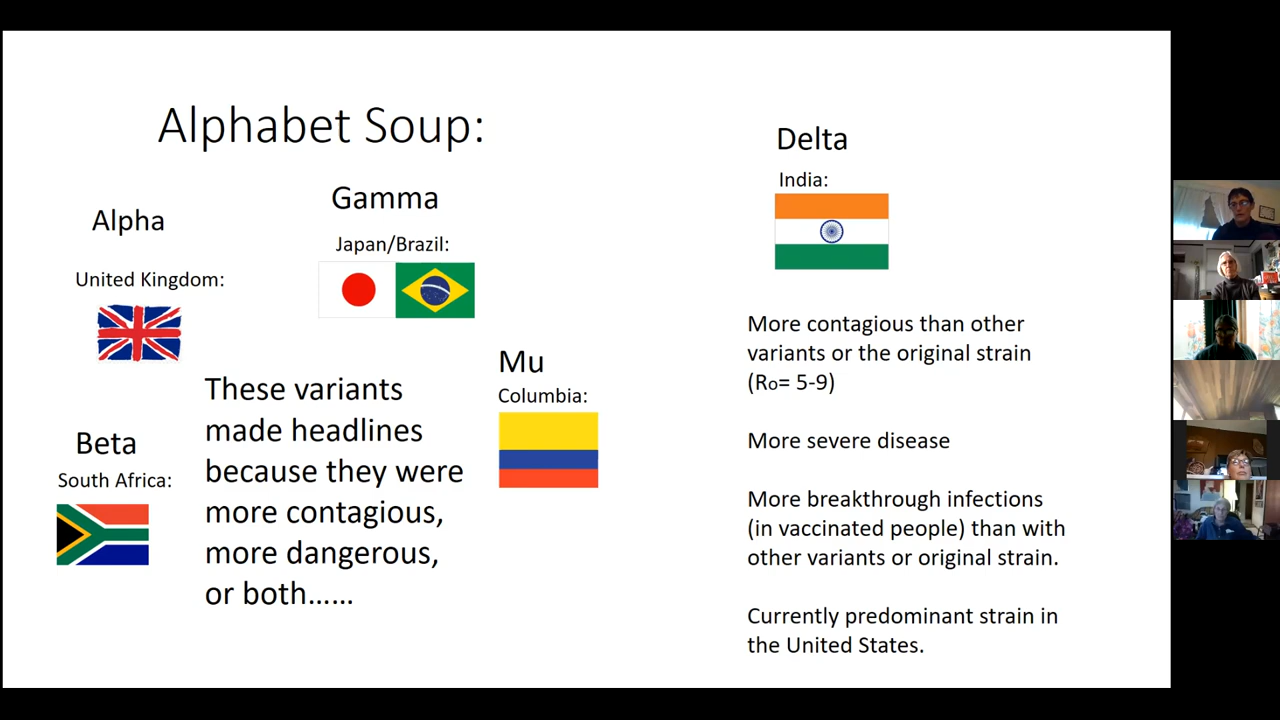 Alphabet Soup:
Alpha
United Kingdom:
Gamma
Japan/Brazil:
Beta
South Africa:
These variants
made headlines
because they were
more contagious,
more dangerous,
or both……
Mu
Columbia:
Delta
India:
More contagious than other
variants or the original strain
(Ro= 5-9)
More severe disease
More breakthrough infections
(in vaccinated people) than with
other variants or original strain.
Currently predominant strain in
the United States.